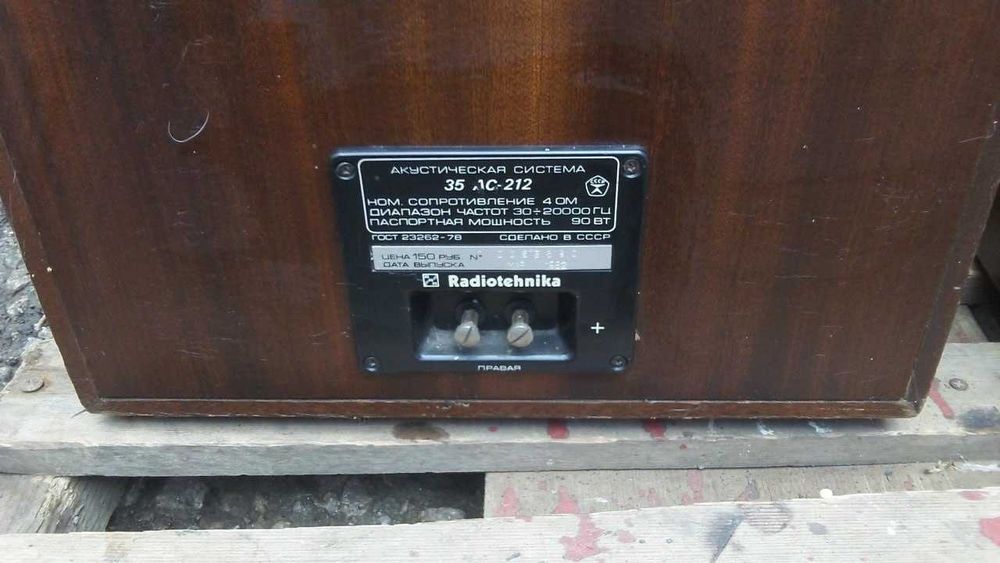 АКУСТИЧЕСКАЯ СИСТЕМА
35 АС-212
СССР
НОМ. СОПРОТИВЛЕНИЕ 4 ОМ
ДИАПАЗОН ЧАСТОТ 30÷20000 ГЦ
ПАСПОРТНАЯ МОЩНОСТЬ 90 ВТ
ГОСТ 23262-78 СДЕЛАНО В СССР
ЦЕНА 150 РУБ. N°
ДАТА ВЫПУСКА
Radiotehnika
+
ПРАВАЯ